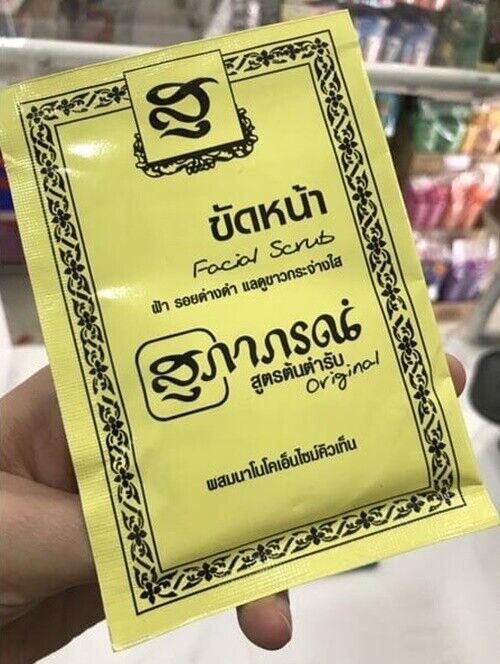 สุ
ขัดหน้า
Facial Scrub
ฝ้า รอยด่างดำ แลดูขาวกระจ่างใส
สุภาภรณ์
สูตรต้นตำรับ
Original
ผสมนาโนโคเอ็นไซม์คิวเท็น